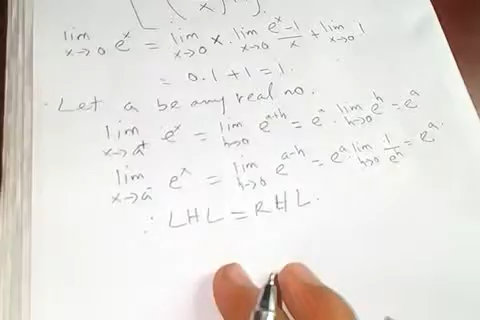 lim x→0 e^x = lim x→0 x . lim x→0 (e^x - 1)/x + lim x→0 1
= 0.1 + 1 = 1.
Let a be any real no.
lim x→a⁺ e^x = lim h→0 e^(a+h) = e^a . lim h→0 e^h = e^a
lim x→a⁻ e^x = lim h→0 e^(a-h) = e^a . lim h→0 1/e^h = e^a.
∴ LHL = RHL.